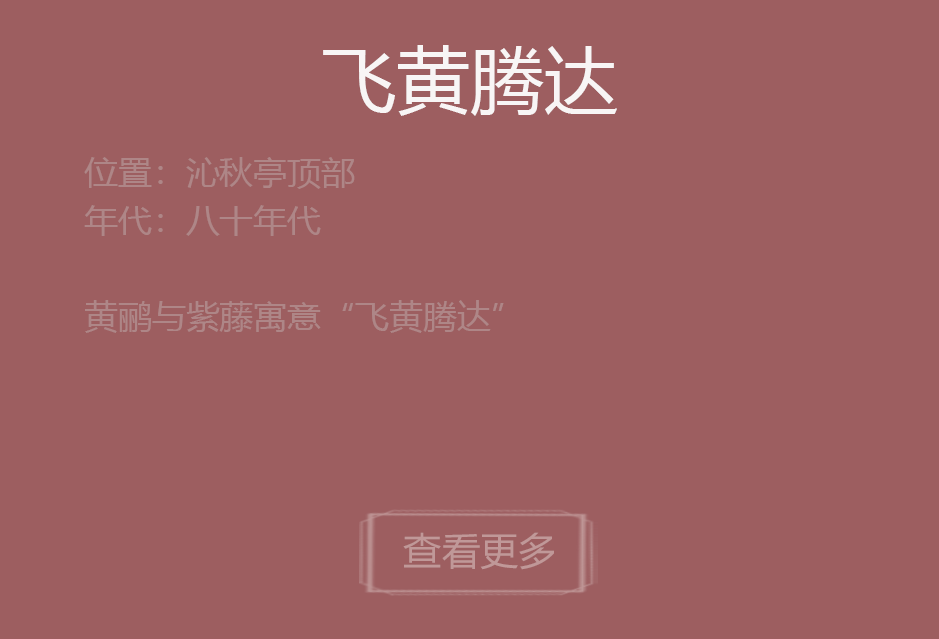 飞黄腾达
位置：沁秋亭顶部
年代：八十年代
黄鹂与紫藤寓意“飞黄腾达”
查看更多